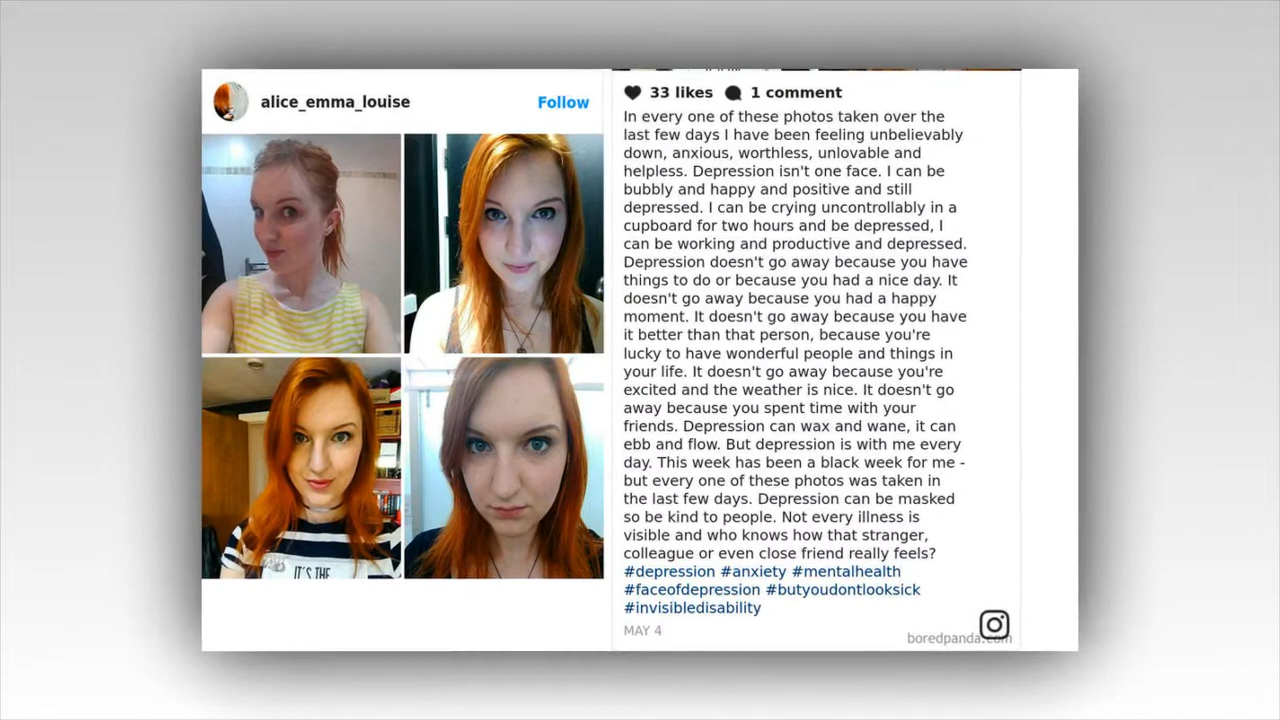 alice_emma_louise
Follow
IT'S THE
33 likes 1 comment
In every one of these photos taken over the
last few days I have been feeling unbelievably
down, anxious, worthless, unlovable and
helpless. Depression isn't one face. I can be
bubbly and happy and positive and still
depressed. I can be crying uncontrollably in a
cupboard for two hours and be depressed, I
can be working and productive and depressed.
Depression doesn't go away because you have
things to do or because you had a nice day. It
doesn't go away because you had a happy
moment. It doesn't go away because you have
it better than that person, because you're
lucky to have wonderful people and things in
your life. It doesn't go away because you're
excited and the weather is nice. It doesn't go
away because you spent time with your
friends. Depression can wax and wane, it can
ebb and flow. But depression is with me every
day. This week has been a black week for me -
but every one of these photos was taken in
the last few days. Depression can be masked
so be kind to people. Not every illness is
visible and who knows how that stranger,
colleague or even close friend really feels?
#depression #anxiety #mentalhealth
#faceofdepression #butyoudontlooksick
#invisibledisability
MAY 4
boredpanda.com